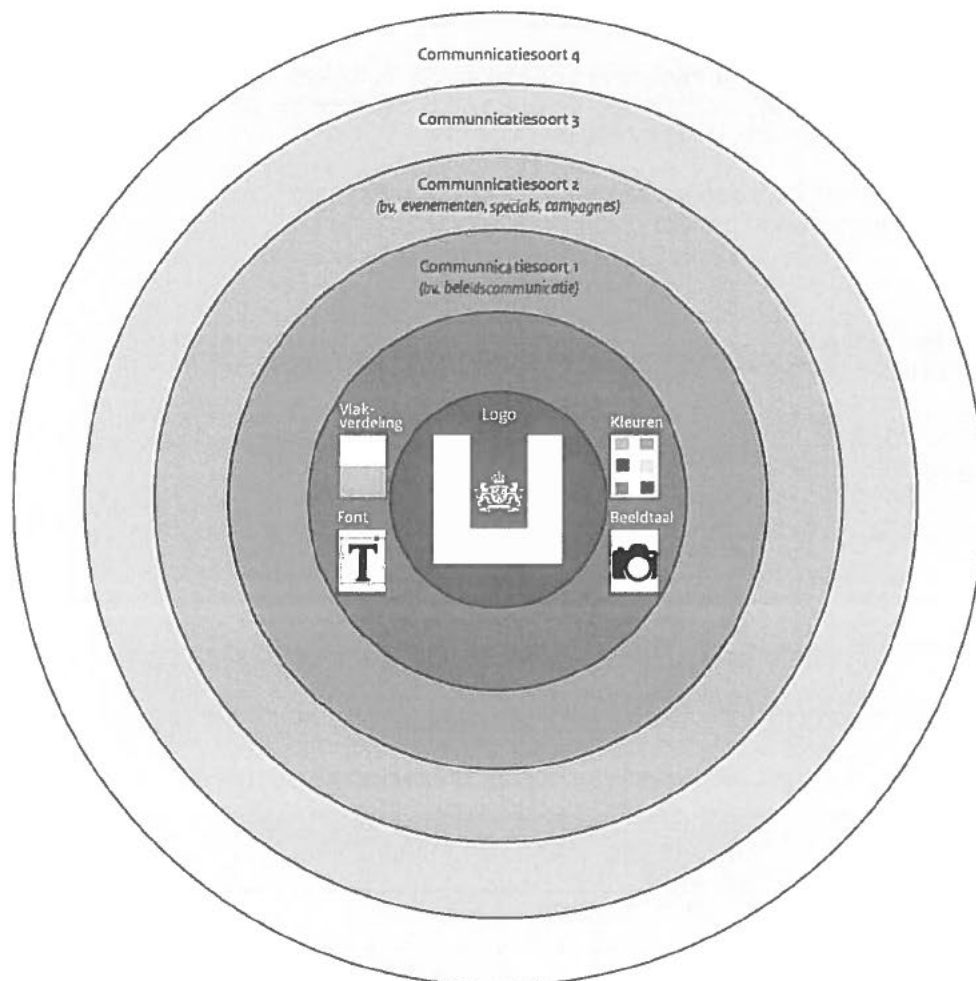 Communnicatiesoort 4
Communnicatiesoort 3
Communnicatiesoort 2
(bv. evenementen, specials, campagnes)
Communnicatiesoort 1
(bv. beleidscommunicatie)
Vlak-
verdeling
Logo
Kleuren
Font
T
Beeldtaal